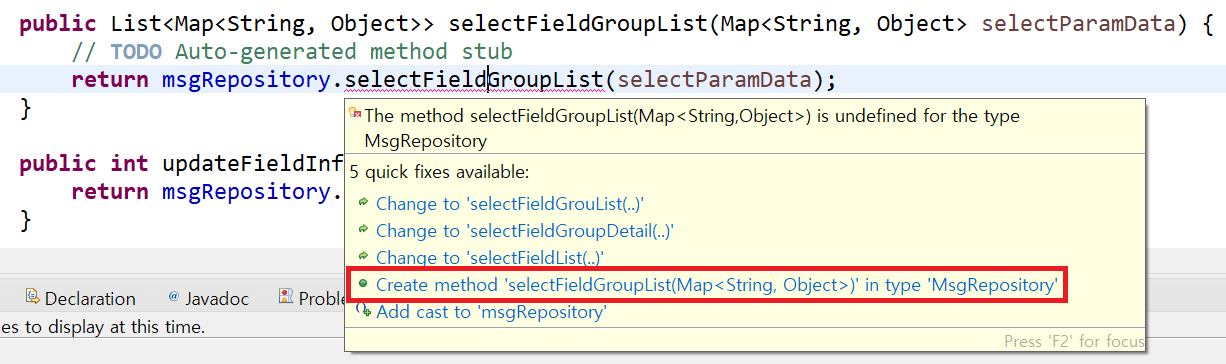 public List<Map<String, Object>> selectFieldGroupList(Map<String, Object> selectParamData) {
// TODO Auto-generated method stub
return msgRepository.selectFieldGroupList(selectParamData);
}
The method selectFieldGroupList(Map<String,Object>) is undefined for the type
MsgRepository
public int updateFieldInf
5 quick fixes available:
return msgRepository.
Change to 'selectFieldGrouList(..)'
}
Change to 'selectFieldGroupDetail(..)'
Change to 'selectFieldList(..)'
Create method 'selectFieldGroupList(Map<String, Object>)' in type 'MsgRepository'
Add cast to 'msgRepository'
Press 'F2' for focus
Declaration @ Javadoc Proble
es to display at this time.